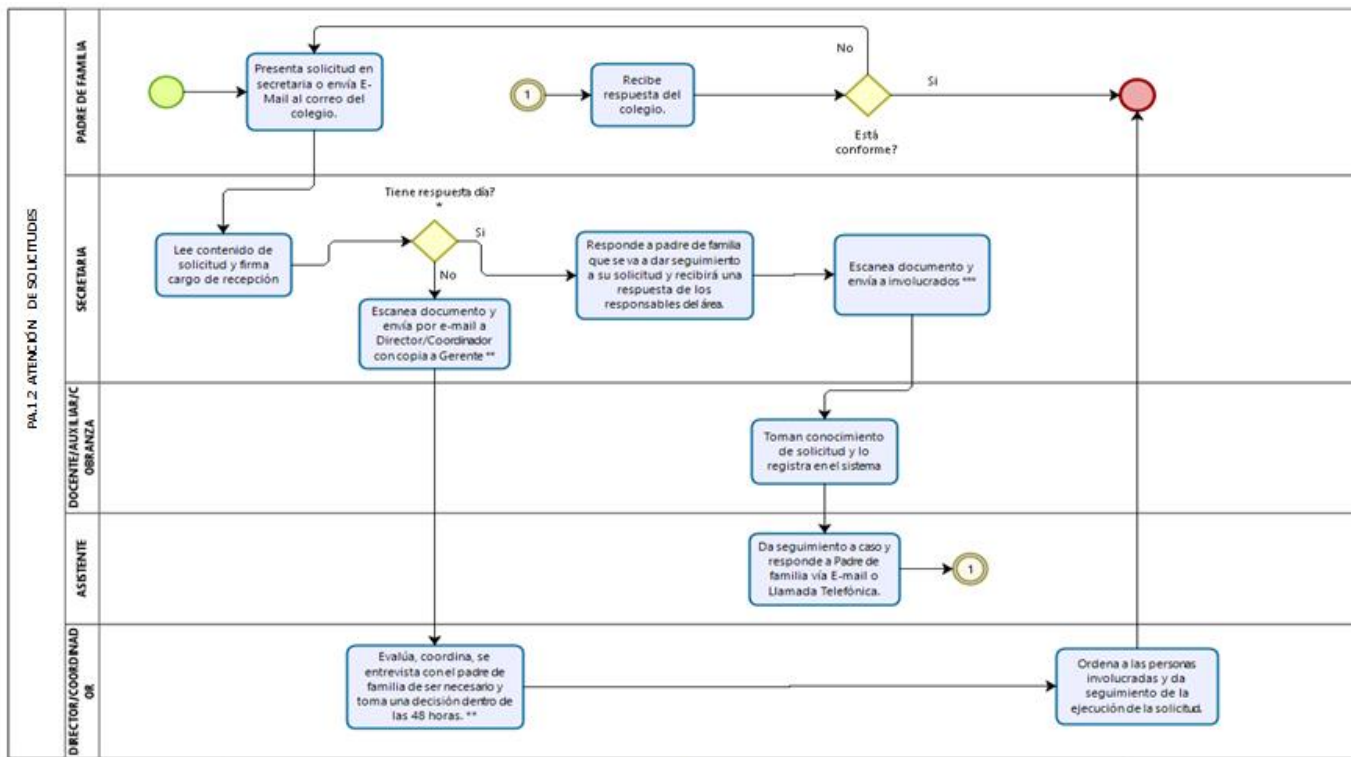 PA.1.2 ATENCIÓN DE SOLICITUDES
PADRE DE FAMILIA
Presenta solicitud en
secretaria o envía E-
Mail al correo del
colegio.
1
Recibe
respuesta del
colegio.
No
Si
Está
conforme?
SECRETARIA
Lee contenido de
solicitud y firma
cargo de recepción
Tiene respuesta día?
*
Si
No
Escanea documento y
envía por e-mail a
Director/Coordinador
con copia a Gerente **
Responde a padre de familia
que se va a dar seguimiento
a su solicitud y recibirá una
respuesta de los
responsables del área.
Escanea documento y
envía a involucrados ***
DOCENTE/AUXILIAR/C
OBRANZA
Toman conocimiento
de solicitud y lo
registra en el sistema
ASISTENTE
Da seguimiento a caso y
responde a Padre de
familia vía E-mail o
Llamada Telefónica.
1
DIRECTOR/COORDINAD
OR
Evalúa, coordina, se
entrevista con el padre de
familia de ser necesario y
toma una decisión dentro de
las 48 horas. **
Ordena a las personas
involucradas y da
seguimiento de la
ejecución de la solicitud.